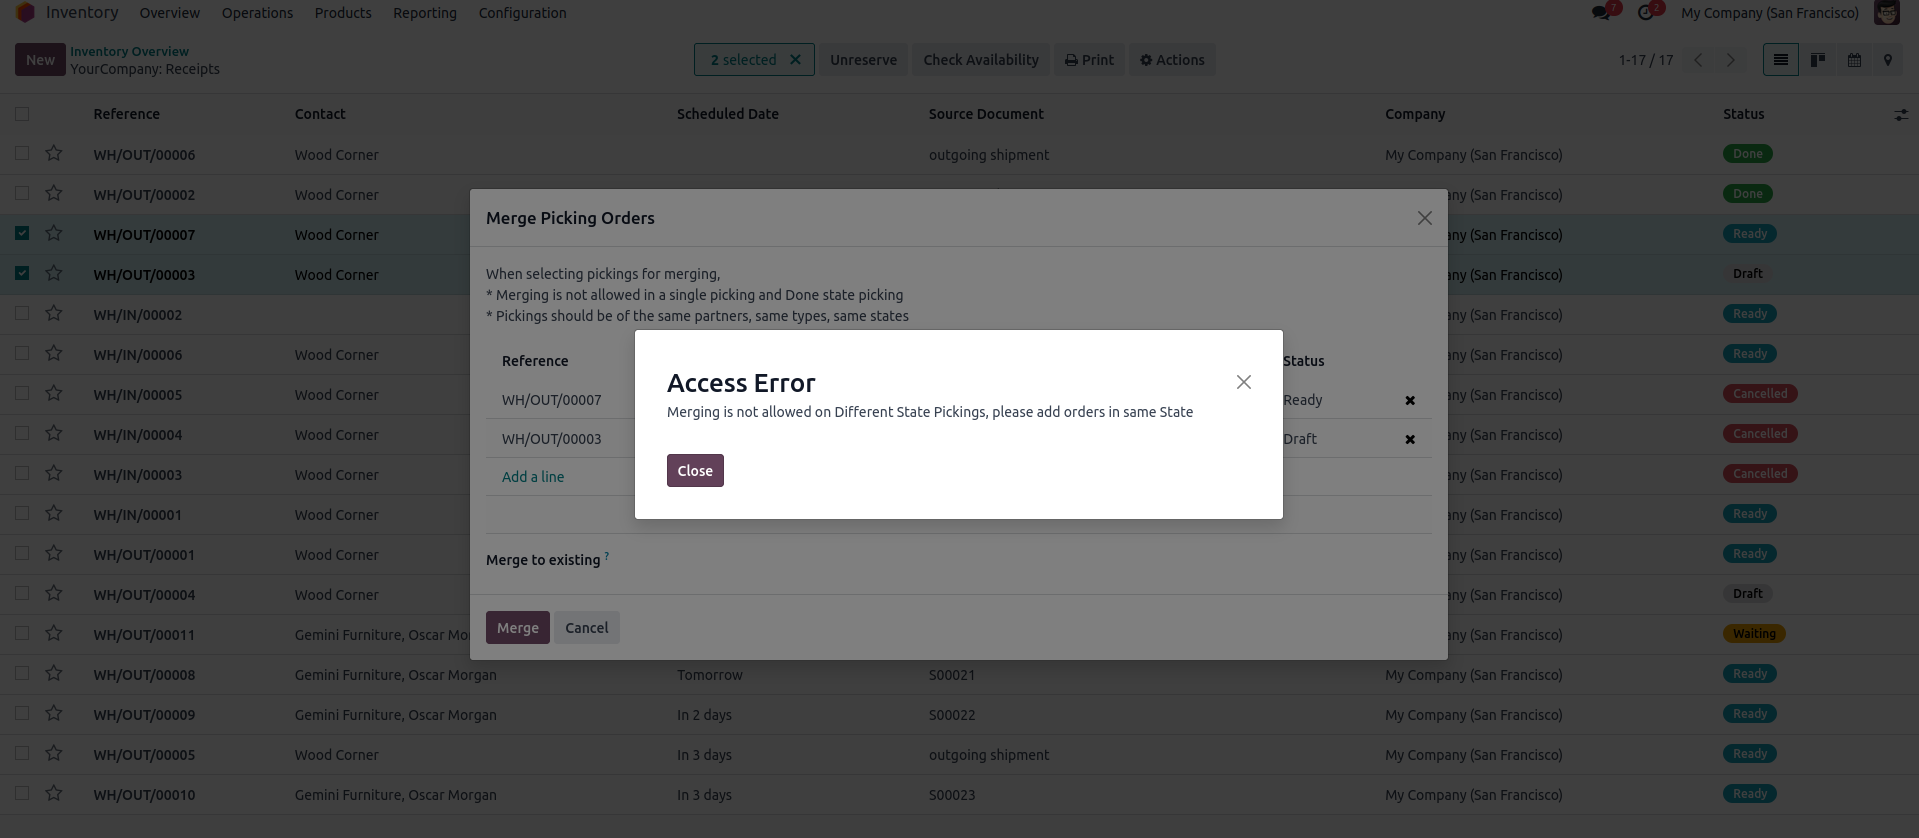 Inventory Overview Operations Products Reporting Configuration 7 2 My Company (San Francisco)
New Inventory Overview
YourCompany: Receipts
2 selected Unreserve Check Availability Print Actions 1-17 / 17
Reference Contact Scheduled Date Source Document Company Status
WH/OUT/00006 Wood Corner outgoing shipment My Company (San Francisco) Done
WH/OUT/00002 Wood Corner any (San Francisco) Done
WH/OUT/00007 Wood Corner any (San Francisco) Ready
WH/OUT/00003 Wood Corner any (San Francisco) Draft
WH/IN/00002 any (San Francisco) Ready
WH/IN/00006 Wood Corner any (San Francisco) Ready
WH/IN/00005 Wood Corner any (San Francisco) Cancelled
WH/IN/00004 Wood Corner any (San Francisco) Cancelled
WH/IN/00003 Wood Corner any (San Francisco) Cancelled
WH/IN/00001 Wood Corner any (San Francisco) Ready
WH/OUT/00001 Wood Corner any (San Francisco) Ready
WH/OUT/00004 Wood Corner any (San Francisco) Draft
WH/OUT/00011 Gemini Furniture, Oscar Mo any (San Francisco) Waiting
WH/OUT/00008 Gemini Furniture, Oscar Morgan Tomorrow S00021 My Company (San Francisco) Ready
WH/OUT/00009 Gemini Furniture, Oscar Morgan In 2 days S00022 My Company (San Francisco) Ready
WH/OUT/00005 Wood Corner In 3 days outgoing shipment My Company (San Francisco) Ready
WH/OUT/00010 Gemini Furniture, Oscar Morgan In 3 days S00023 My Company (San Francisco) Ready
Merge Picking Orders
When selecting pickings for merging,
* Merging is not allowed in a single picking and Done state picking
* Pickings should be of the same partners, same types, same states
Reference Status
WH/OUT/00007 Ready
WH/OUT/00003 Draft
Add a line
Merge to existing ?
Merge Cancel
Access Error
Merging is not allowed on Different State Pickings, please add orders in same State
Close